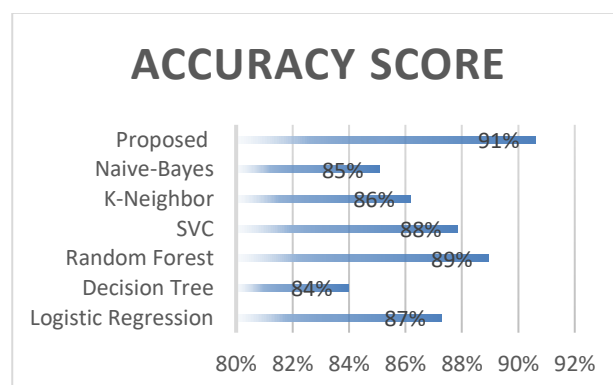 ACCURACY SCORE
Proposed 91%
Naive-Bayes 85%
K-Neighbor 86%
SVC 88%
Random Forest 89%
Decision Tree 84%
Logistic Regression 87%
80% 82% 84% 86% 88% 90% 92%